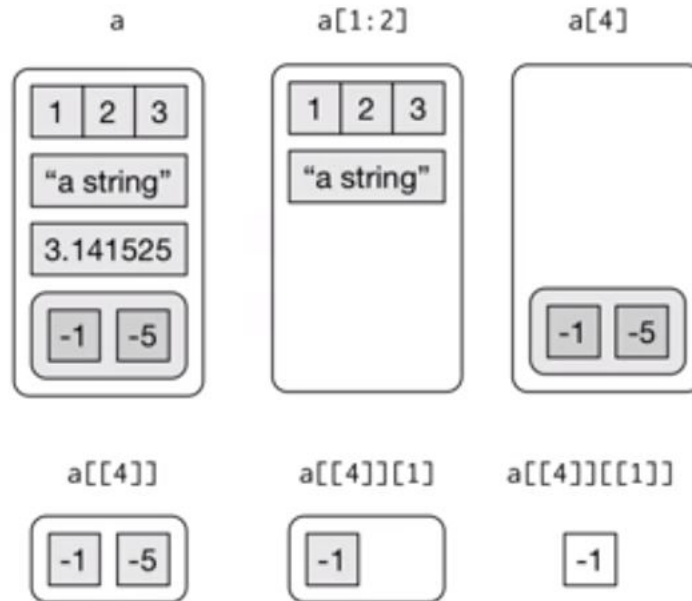 a a[1:2] a[4]
1 2 3 1 2 3
“a string” “a string”
3.141525
-1 -5 -1 -5
a[[4]] a[[4]][1] a[[4]][[1]]
-1 -5 -1 -1